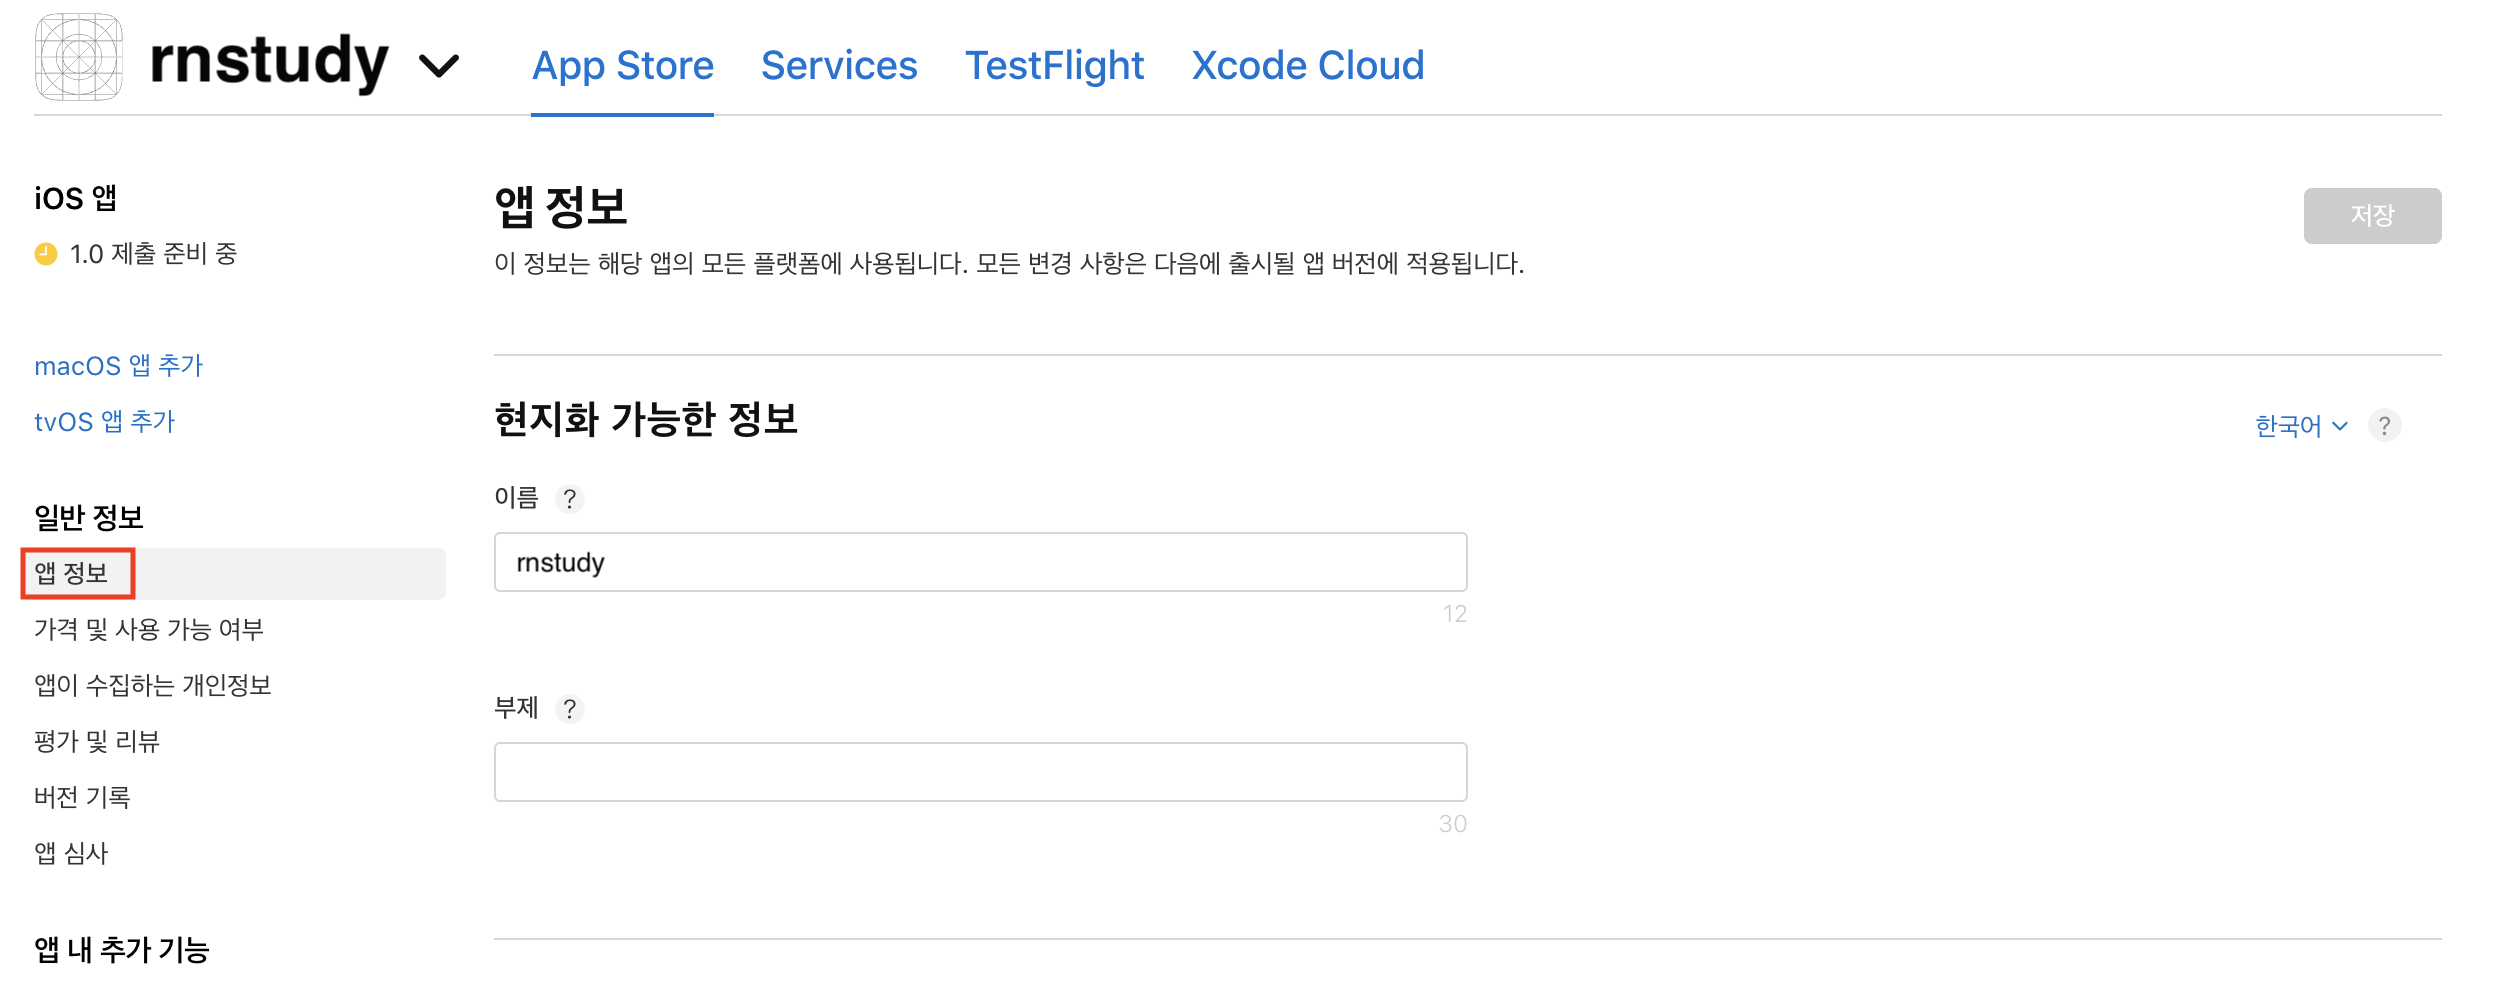 rnstudy
App Store Services TestFlight Xcode Cloud
iOS 앱
1.0 제출 준비 중
macOS 앱 추가
tvOS 앱 추가
일반 정보
앱 정보
가격 및 사용 가능 여부
앱이 수집하는 개인정보
평가 및 리뷰
버전 기록
앱 심사
앱 내 추가 기능
앱 정보
저장
이 정보는 해당 앱의 모든 플랫폼에 사용됩니다. 모든 변경 사항은 다음에 출시될 앱 버전에 적용됩니다.
현지화 가능한 정보
한국어 ?
이름 ?
rnstudy
12
부제 ?
30